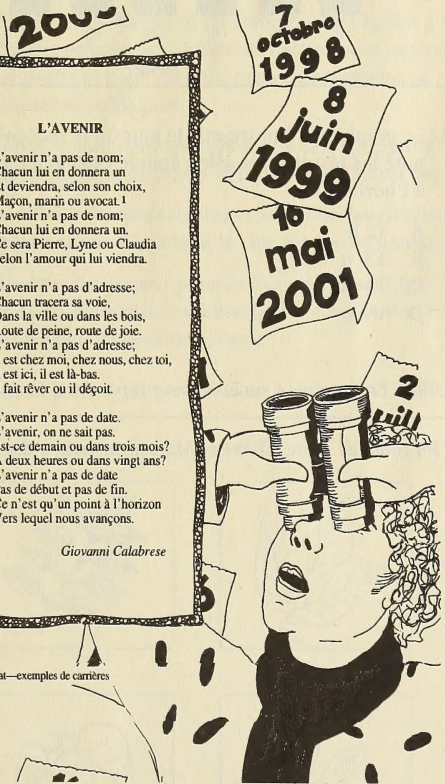 7
octobre
1998
8
juin
1999
16
mai
2001
2
L'AVENIR
'avenir n'a pas de nom;
Chacun lui en donnera un
t deviendra, selon son choix,
Maçon, marin ou avocat.¹
'avenir n'a pas de nom;
Chacun lui en donnera un.
Ce sera Pierre, Lyne ou Claudia
elon l'amour qui lui viendra.
'avenir n'a pas d'adresse;
Chacun tracera sa voie,
Dans la ville ou dans les bois,
Route de peine, route de joie.
'avenir n'a pas d'adresse;
est chez moi, chez nous, chez toi,
est ici, il est là-bas.
fait rêver ou il déçoit.
'avenir n'a pas de date.
'avenir, on ne sait pas.
Est-ce demain ou dans trois mois?
À deux heures ou dans vingt ans?
'avenir n'a pas de date
Pas de début et pas de fin.
Ce n'est qu'un point à l'horizon
Vers lequel nous avançons.
Giovanni Calabrese
at—exemples de carrières